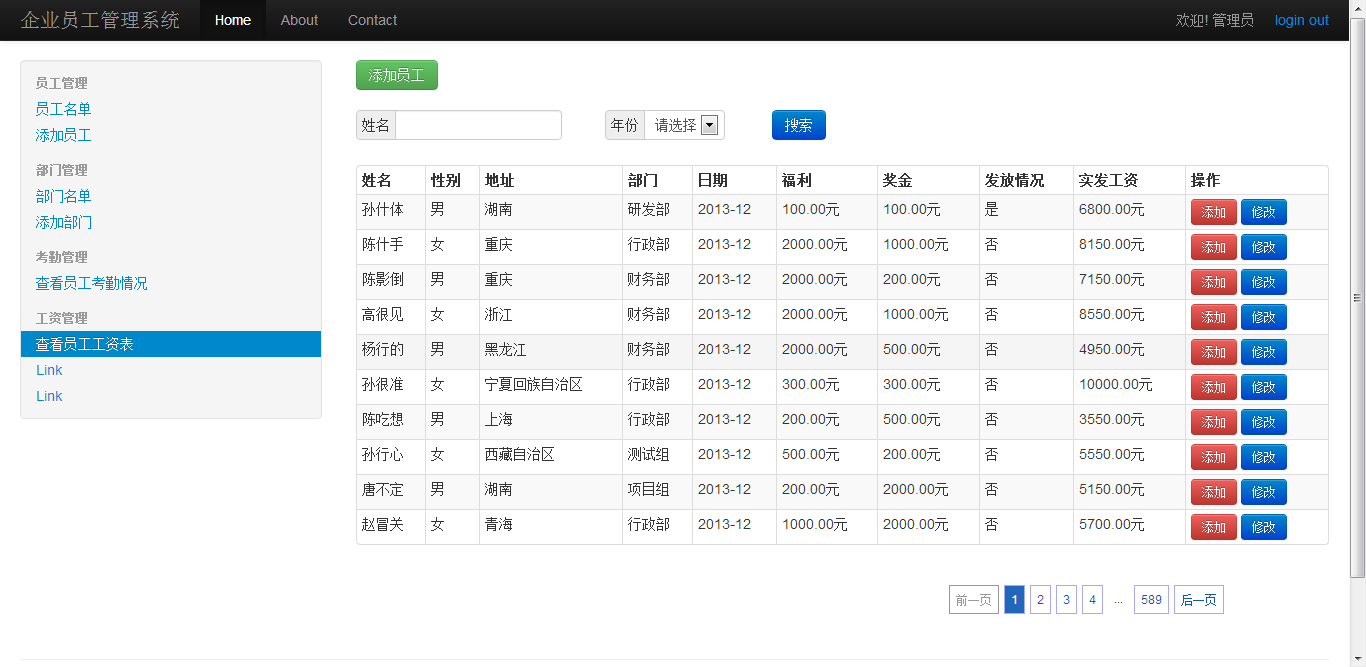 企业员工管理系统 Home About Contact 欢迎! 管理员 login out
员工管理
员工名单
添加员工
部门管理
部门名单
添加部门
考勤管理
查看员工考勤情况
工资管理
查看员工工资表
Link
Link
添加员工
姓名 年份 请选择 搜索
姓名 性别 地址 部门 日期 福利 奖金 发放情况 实发工资 操作
孙什体 男 湖南 研发部 2013-12 100.00元 100.00元 是 6800.00元 添加 修改
陈什手 女 重庆 行政部 2013-12 2000.00元 1000.00元 否 8150.00元 添加 修改
陈影倒 男 重庆 财务部 2013-12 2000.00元 200.00元 否 7150.00元 添加 修改
高很见 女 浙江 财务部 2013-12 2000.00元 1000.00元 否 8550.00元 添加 修改
杨行的 男 黑龙江 财务部 2013-12 2000.00元 500.00元 否 4950.00元 添加 修改
孙很准 女 宁夏回族自治区 行政部 2013-12 300.00元 300.00元 否 10000.00元 添加 修改
陈吃想 男 上海 行政部 2013-12 200.00元 500.00元 否 3550.00元 添加 修改
孙行心 女 西藏自治区 测试组 2013-12 500.00元 200.00元 否 5550.00元 添加 修改
唐不定 男 湖南 项目组 2013-12 200.00元 2000.00元 否 5150.00元 添加 修改
赵冒关 女 青海 行政部 2013-12 1000.00元 2000.00元 否 5700.00元 添加 修改
前一页 1 2 3 4 ... 589 后一页